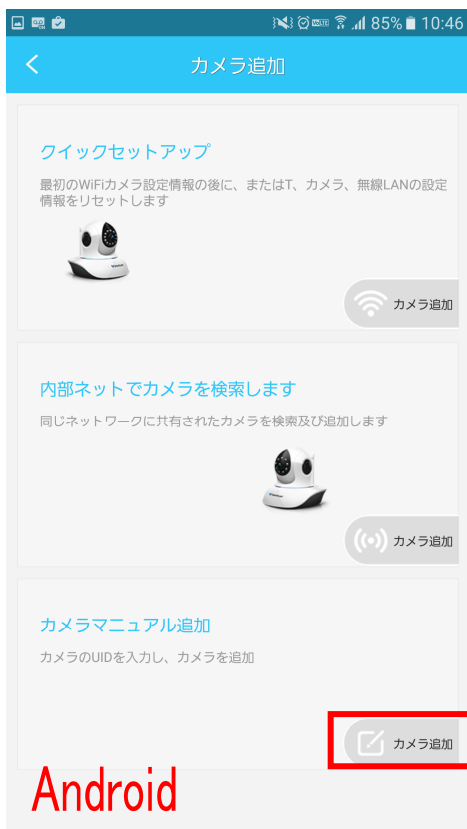 85% 10:46
カメラ追加
クイックセットアップ
最初のWiFiカメラ設定情報の後に、またはT、カメラ、無線LANの設定
情報をリセットします
カメラ追加
内部ネットでカメラを検索します
同じネットワークに共有されたカメラを検索及び追加します
カメラ追加
カメラマニュアル追加
カメラのUIDを入力し、カメラを追加
カメラ追加
Android